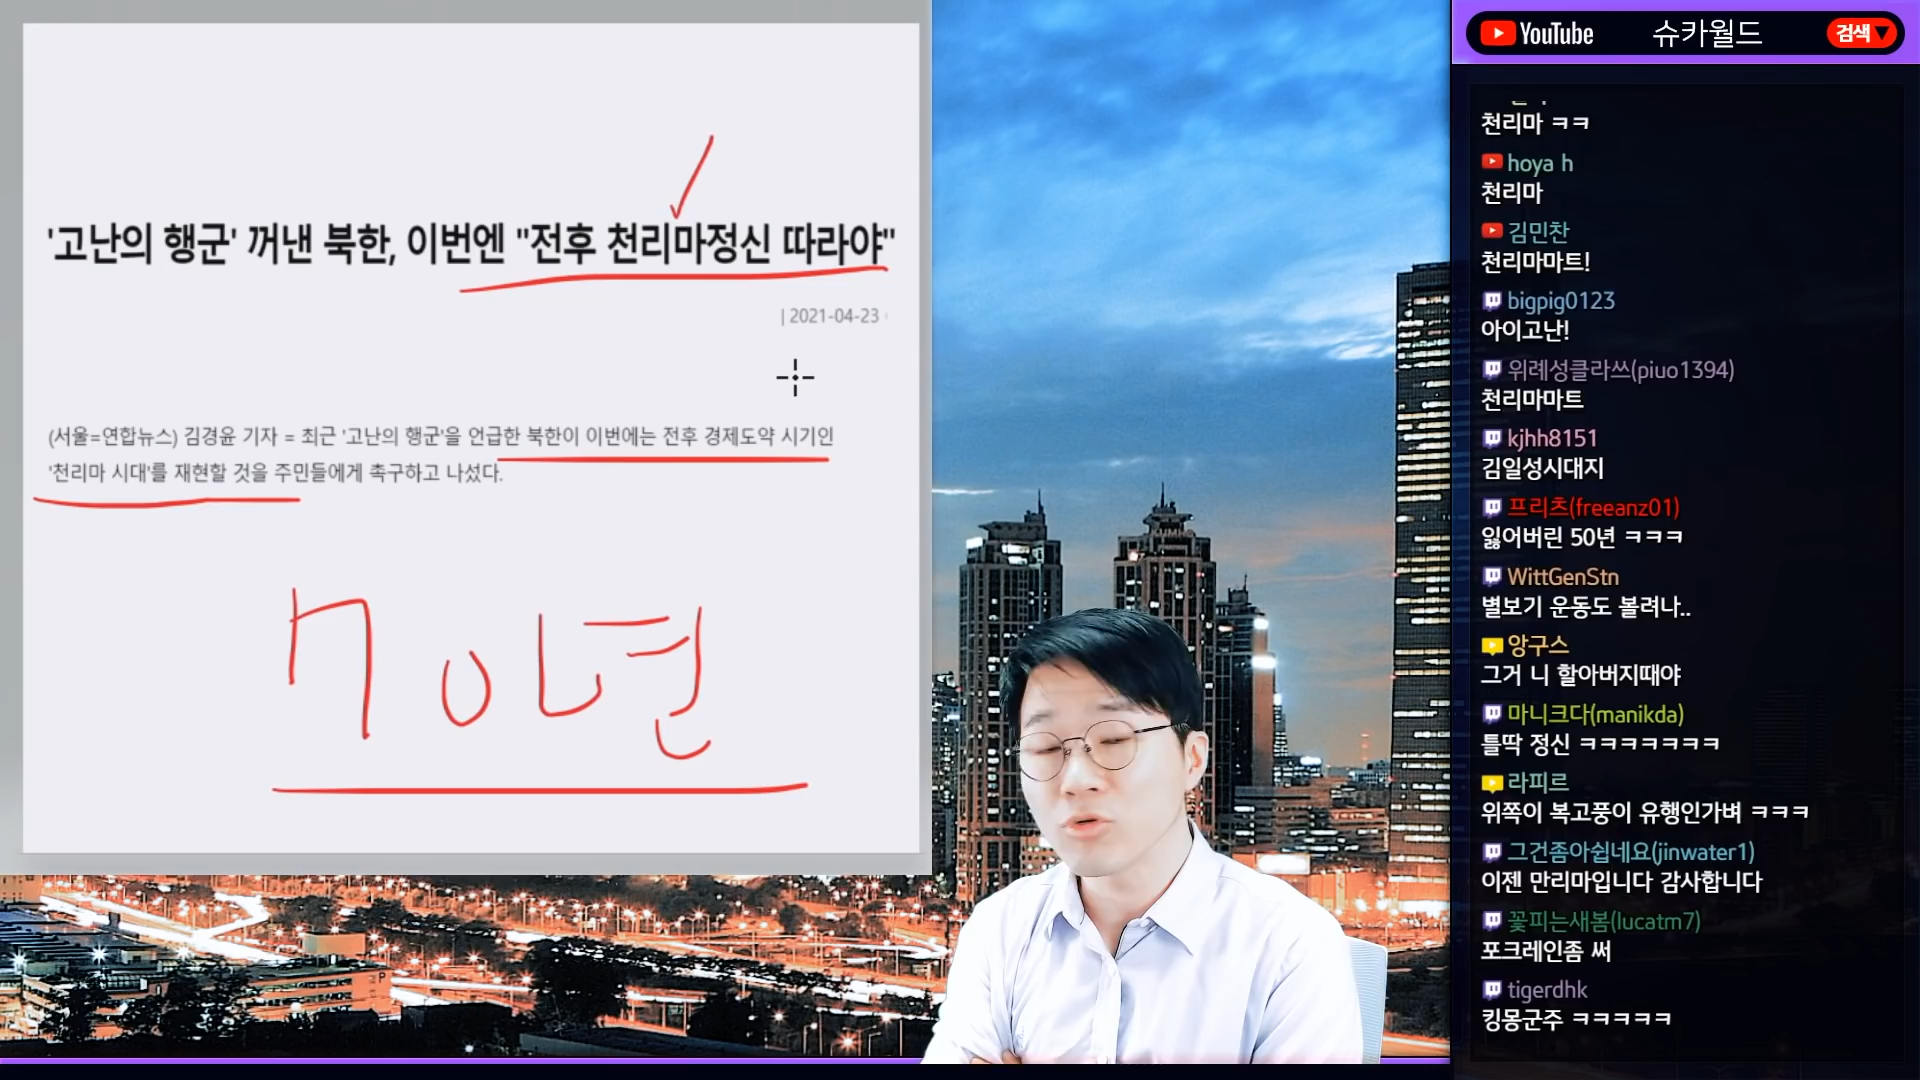 '고난의 행군' 꺼낸 북한, 이번엔 "전후 천리마정신 따라야"
| 2021-04-23
(서울=연합뉴스) 김경윤 기자 = 최근 '고난의 행군'을 언급한 북한이 이번에는 전후 경제도약 시기인
'천리마 시대'를 재현할 것을 주민들에게 촉구하고 나섰다.
70년
P
YouTube 슈카월드 검색▼
천리마 ㅋㅋ
hoya h
천리마
김민찬
천리마마트!
bigpig0123
아이고난!
위례성클라쓰(piuo1394)
천리마마트
kjhh8151
김일성시대지
프리츠(freeanz01)
잃어버린 50년 ㅋㅋㅋ
WittGenStn
별보기 운동도 볼려나..
앙구스
그거 니 할아버지때야
마니크다(manikda)
틀딱 정신 ㅋㅋㅋㅋㅋㅋㅋ
라피르
위쪽이 복고풍이 유행인가벼 ㅋㅋㅋ
그건좀아쉽네요(jinwater1)
이젠 만리마입니다 감사합니다
꽃피는새봄(lucatm7)
포크레인좀 써
tigerdhk
킹몽군주 ㅋㅋㅋㅋㅋ